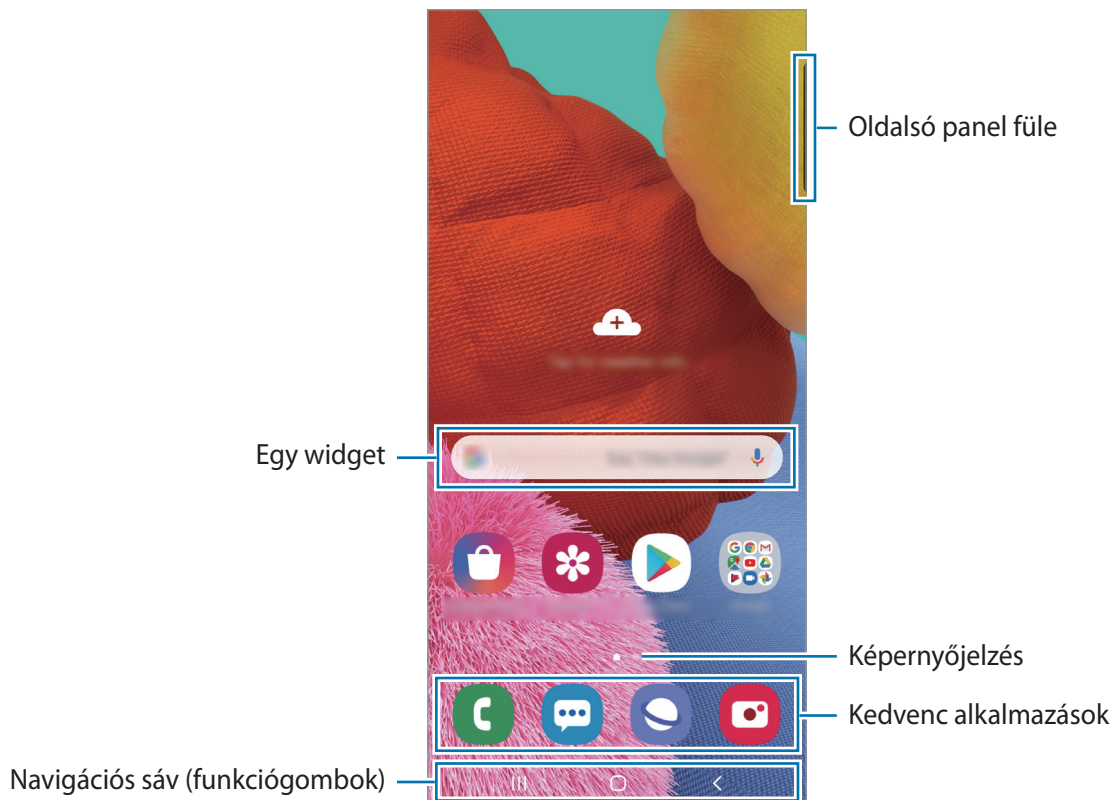 Oldalsó panel füle
Egy widget
Képernyőjelzés
Kedvenc alkalmazások
Navigációs sáv (funkciógombok)